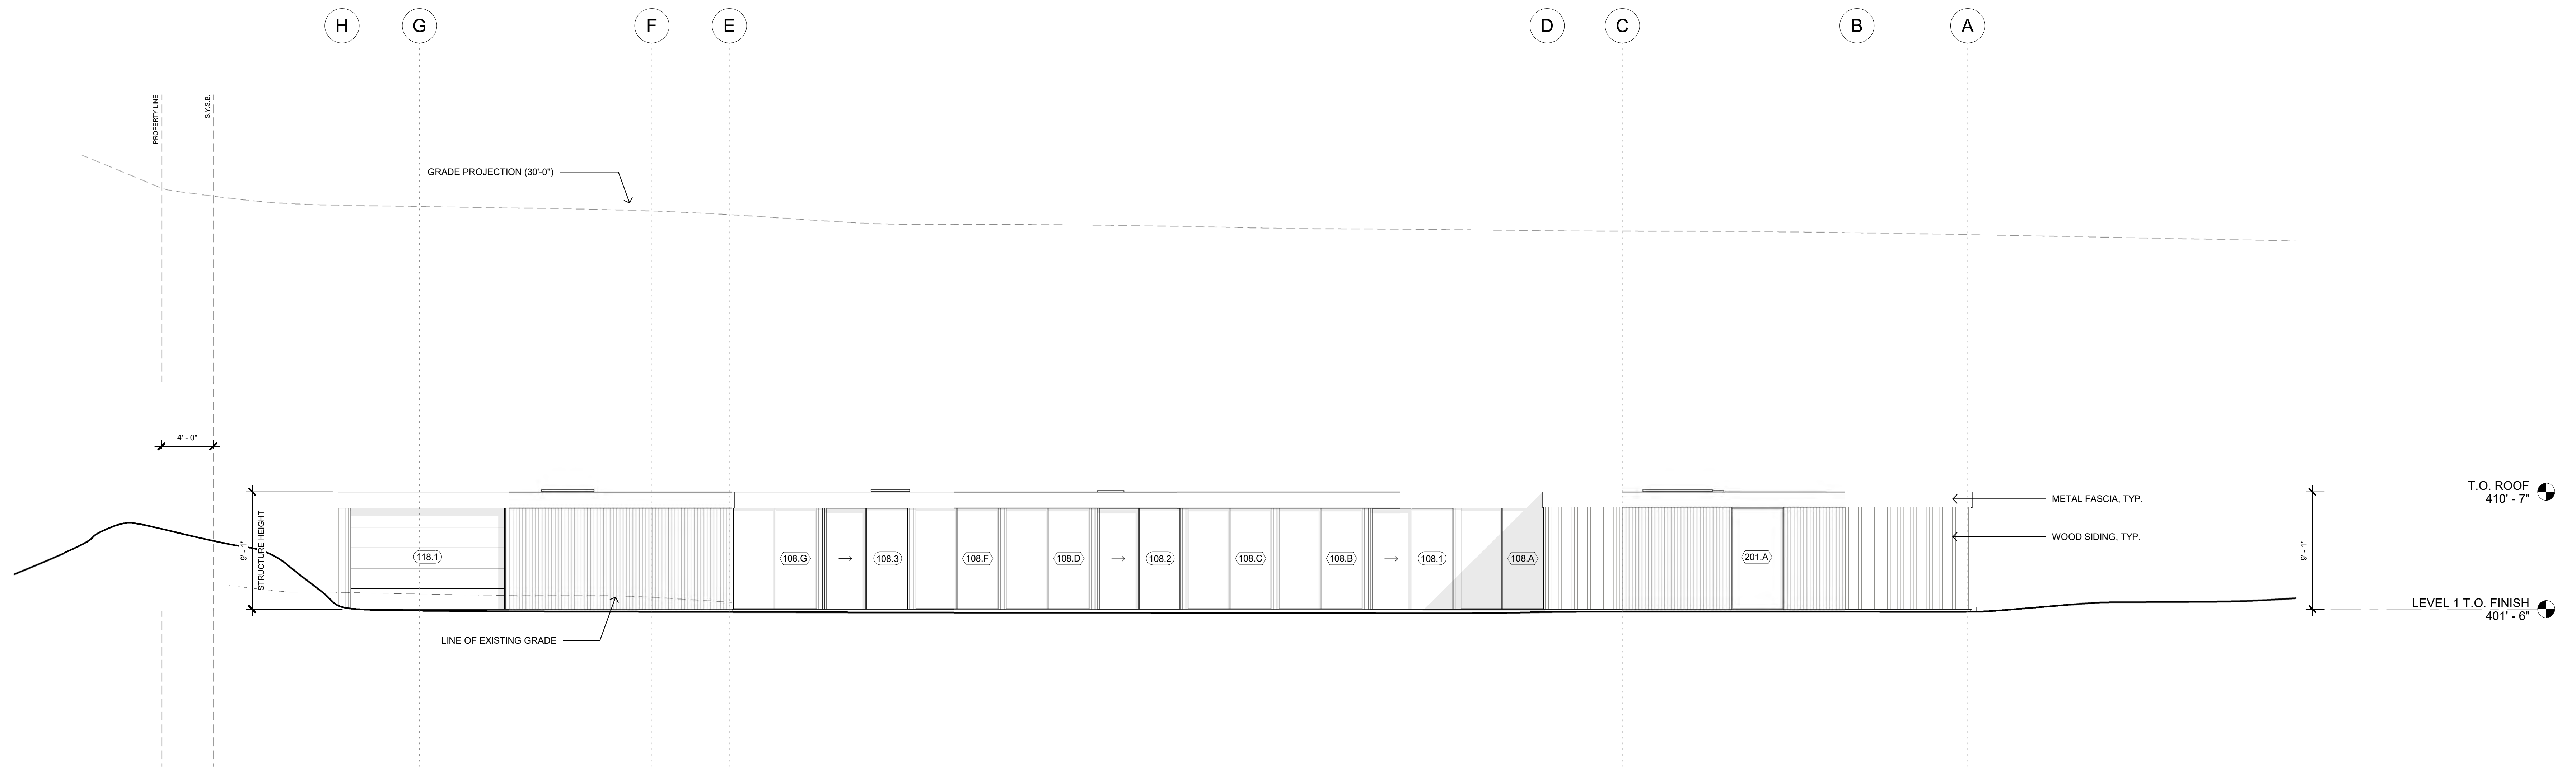 H G F E D C B A
PROPERTY LINE
S.Y.S.B.
GRADE PROJECTION (30'-0")
4' - 0"
T.O. ROOF
410' - 7"
METAL FASCIA, TYP.
WOOD SIDING, TYP.
9' - 1"
STRUCTURE HEIGHT
118.1
108.G
108.3
108.F
108.D
108.2
108.C
108.B
108.1
108.A
201.A
9' - 1"
LEVEL 1 T.O. FINISH
401' - 6"
LINE OF EXISTING GRADE